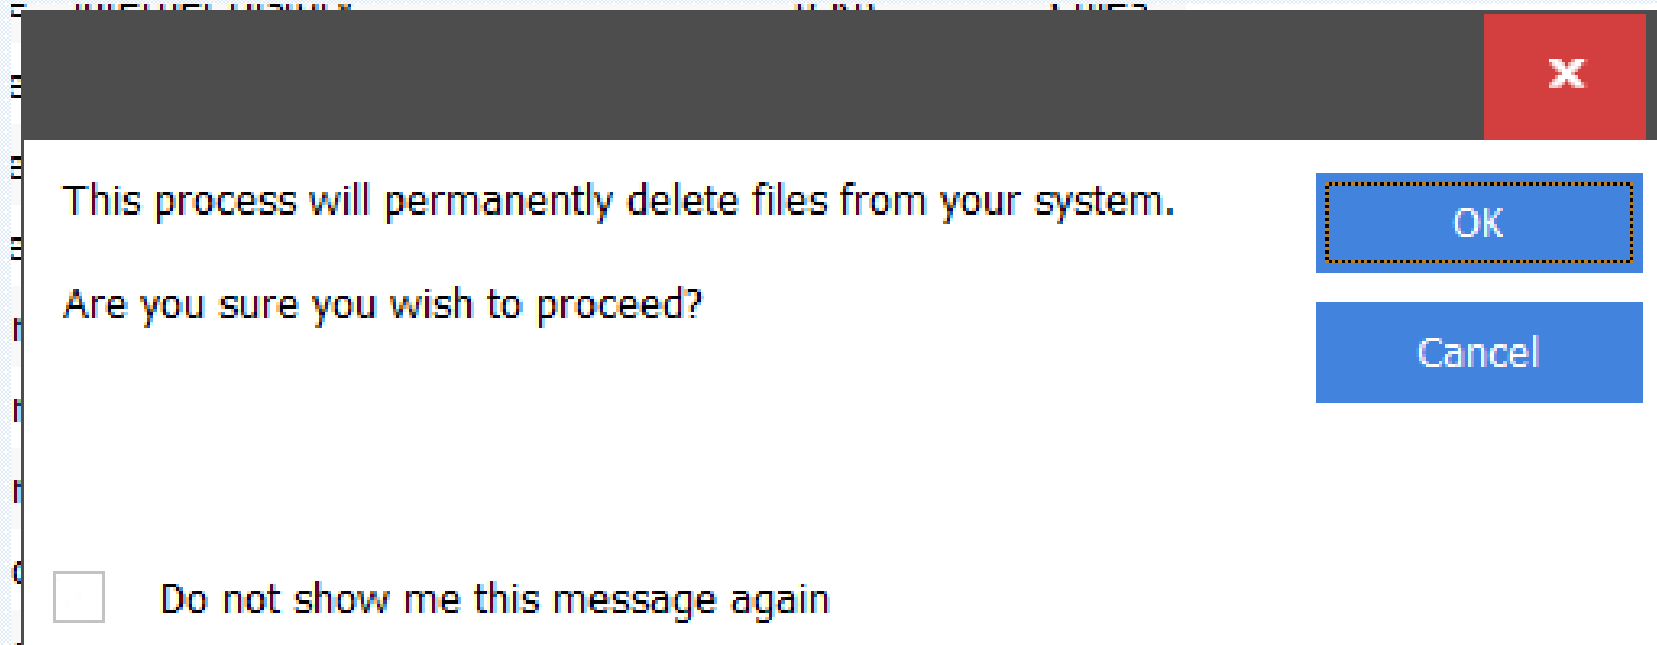 This process will permanently delete files from your system.
OK
Are you sure you wish to proceed?
Cancel
Do not show me this message again